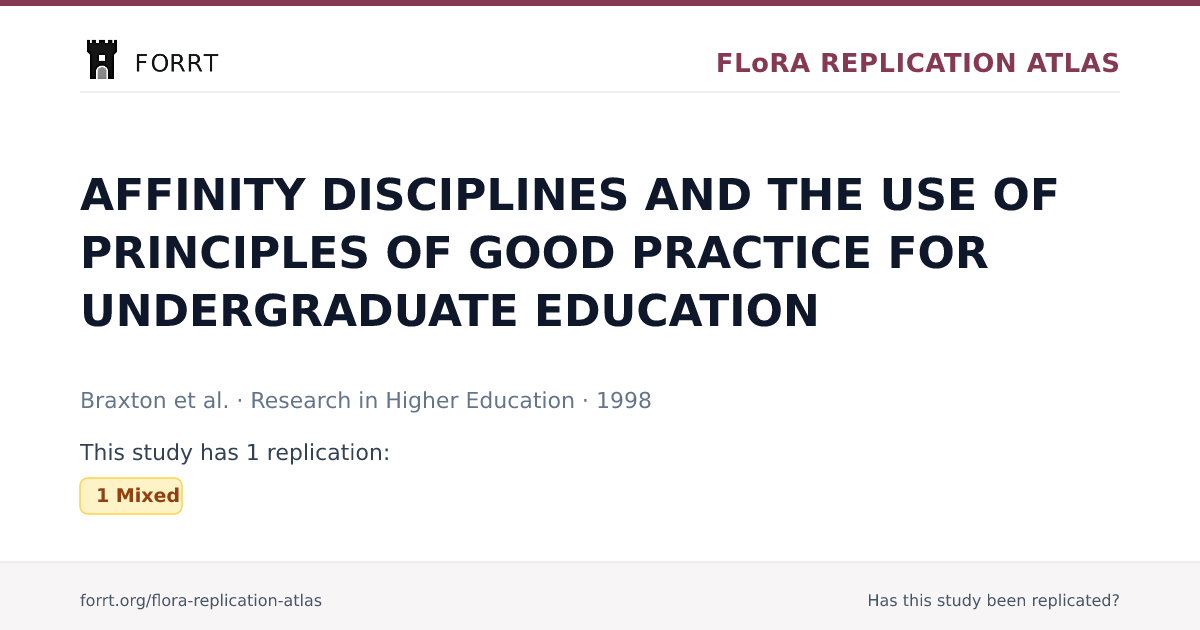 FORRT
FLoRA REPLICATION ATLAS
AFFINITY DISCIPLINES AND THE USE OF
PRINCIPLES OF GOOD PRACTICE FOR
UNDERGRADUATE EDUCATION
Braxton et al. · Research in Higher Education · 1998
This study has 1 replication:
1 Mixed
forrt.org/flora-replication-atlas
Has this study been replicated?